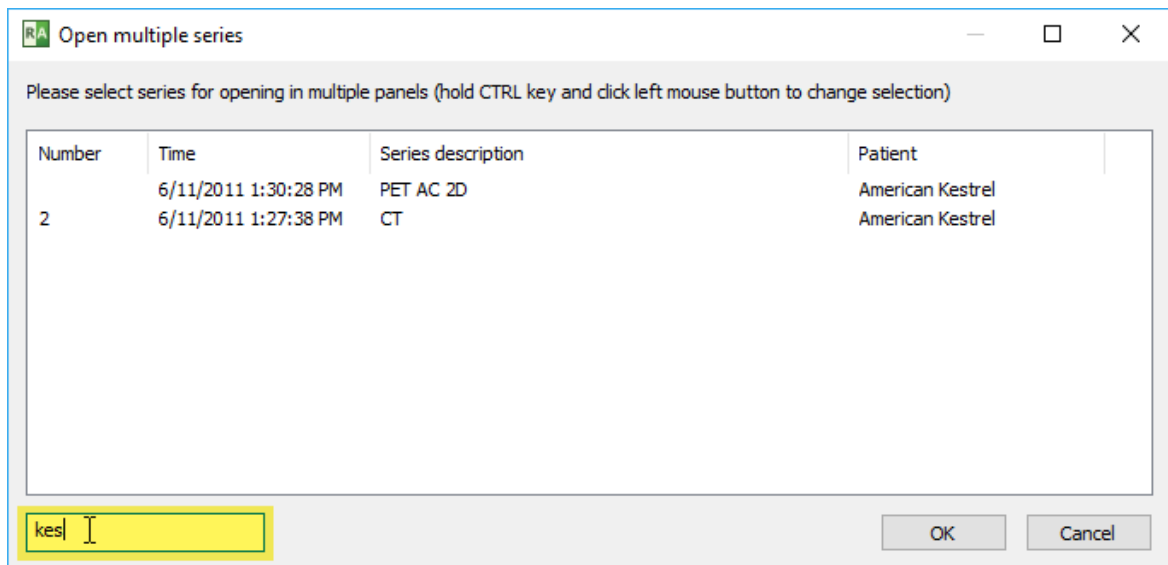 RA Open multiple series
Please select series for opening in multiple panels (hold CTRL key and click left mouse button to change selection)
Number Time Series description Patient
6/11/2011 1:30:28 PM PET AC 2D American Kestrel
2 6/11/2011 1:27:38 PM CT American Kestrel
kes OK Cancel